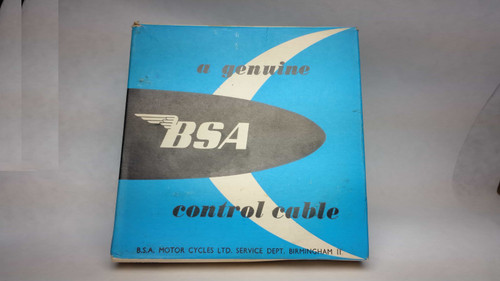 a genuine
BSA
control cable
B.S.A. MOTOR CYCLES LTD. SERVICE DEPT. BIRMINGHAM 11